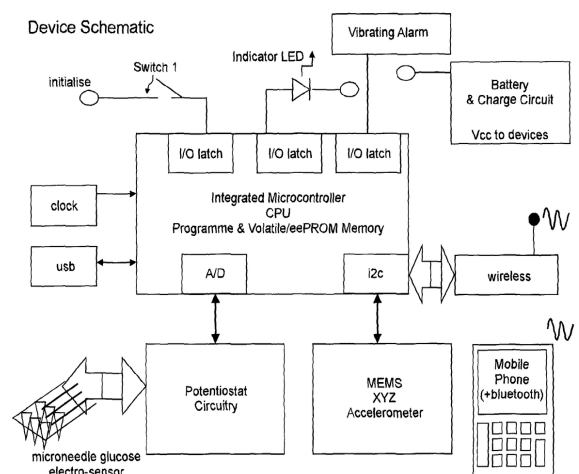 Device Schematic
Vibrating Alarm
Indicator LED
Switch 1
initialise
Battery
& Charge Circuit
Vcc to devices
I/O latch
I/O latch
I/O latch
Integrated Microcontroller
CPU
Programme & Volatile/eePROM Memory
clock
usb
A/D
i2c
wireless
Potentiostat
Circuitry
MEMS
XYZ
Accelerometer
Mobile
Phone
(+bluetooth)
microneedle glucose
electro-sensor